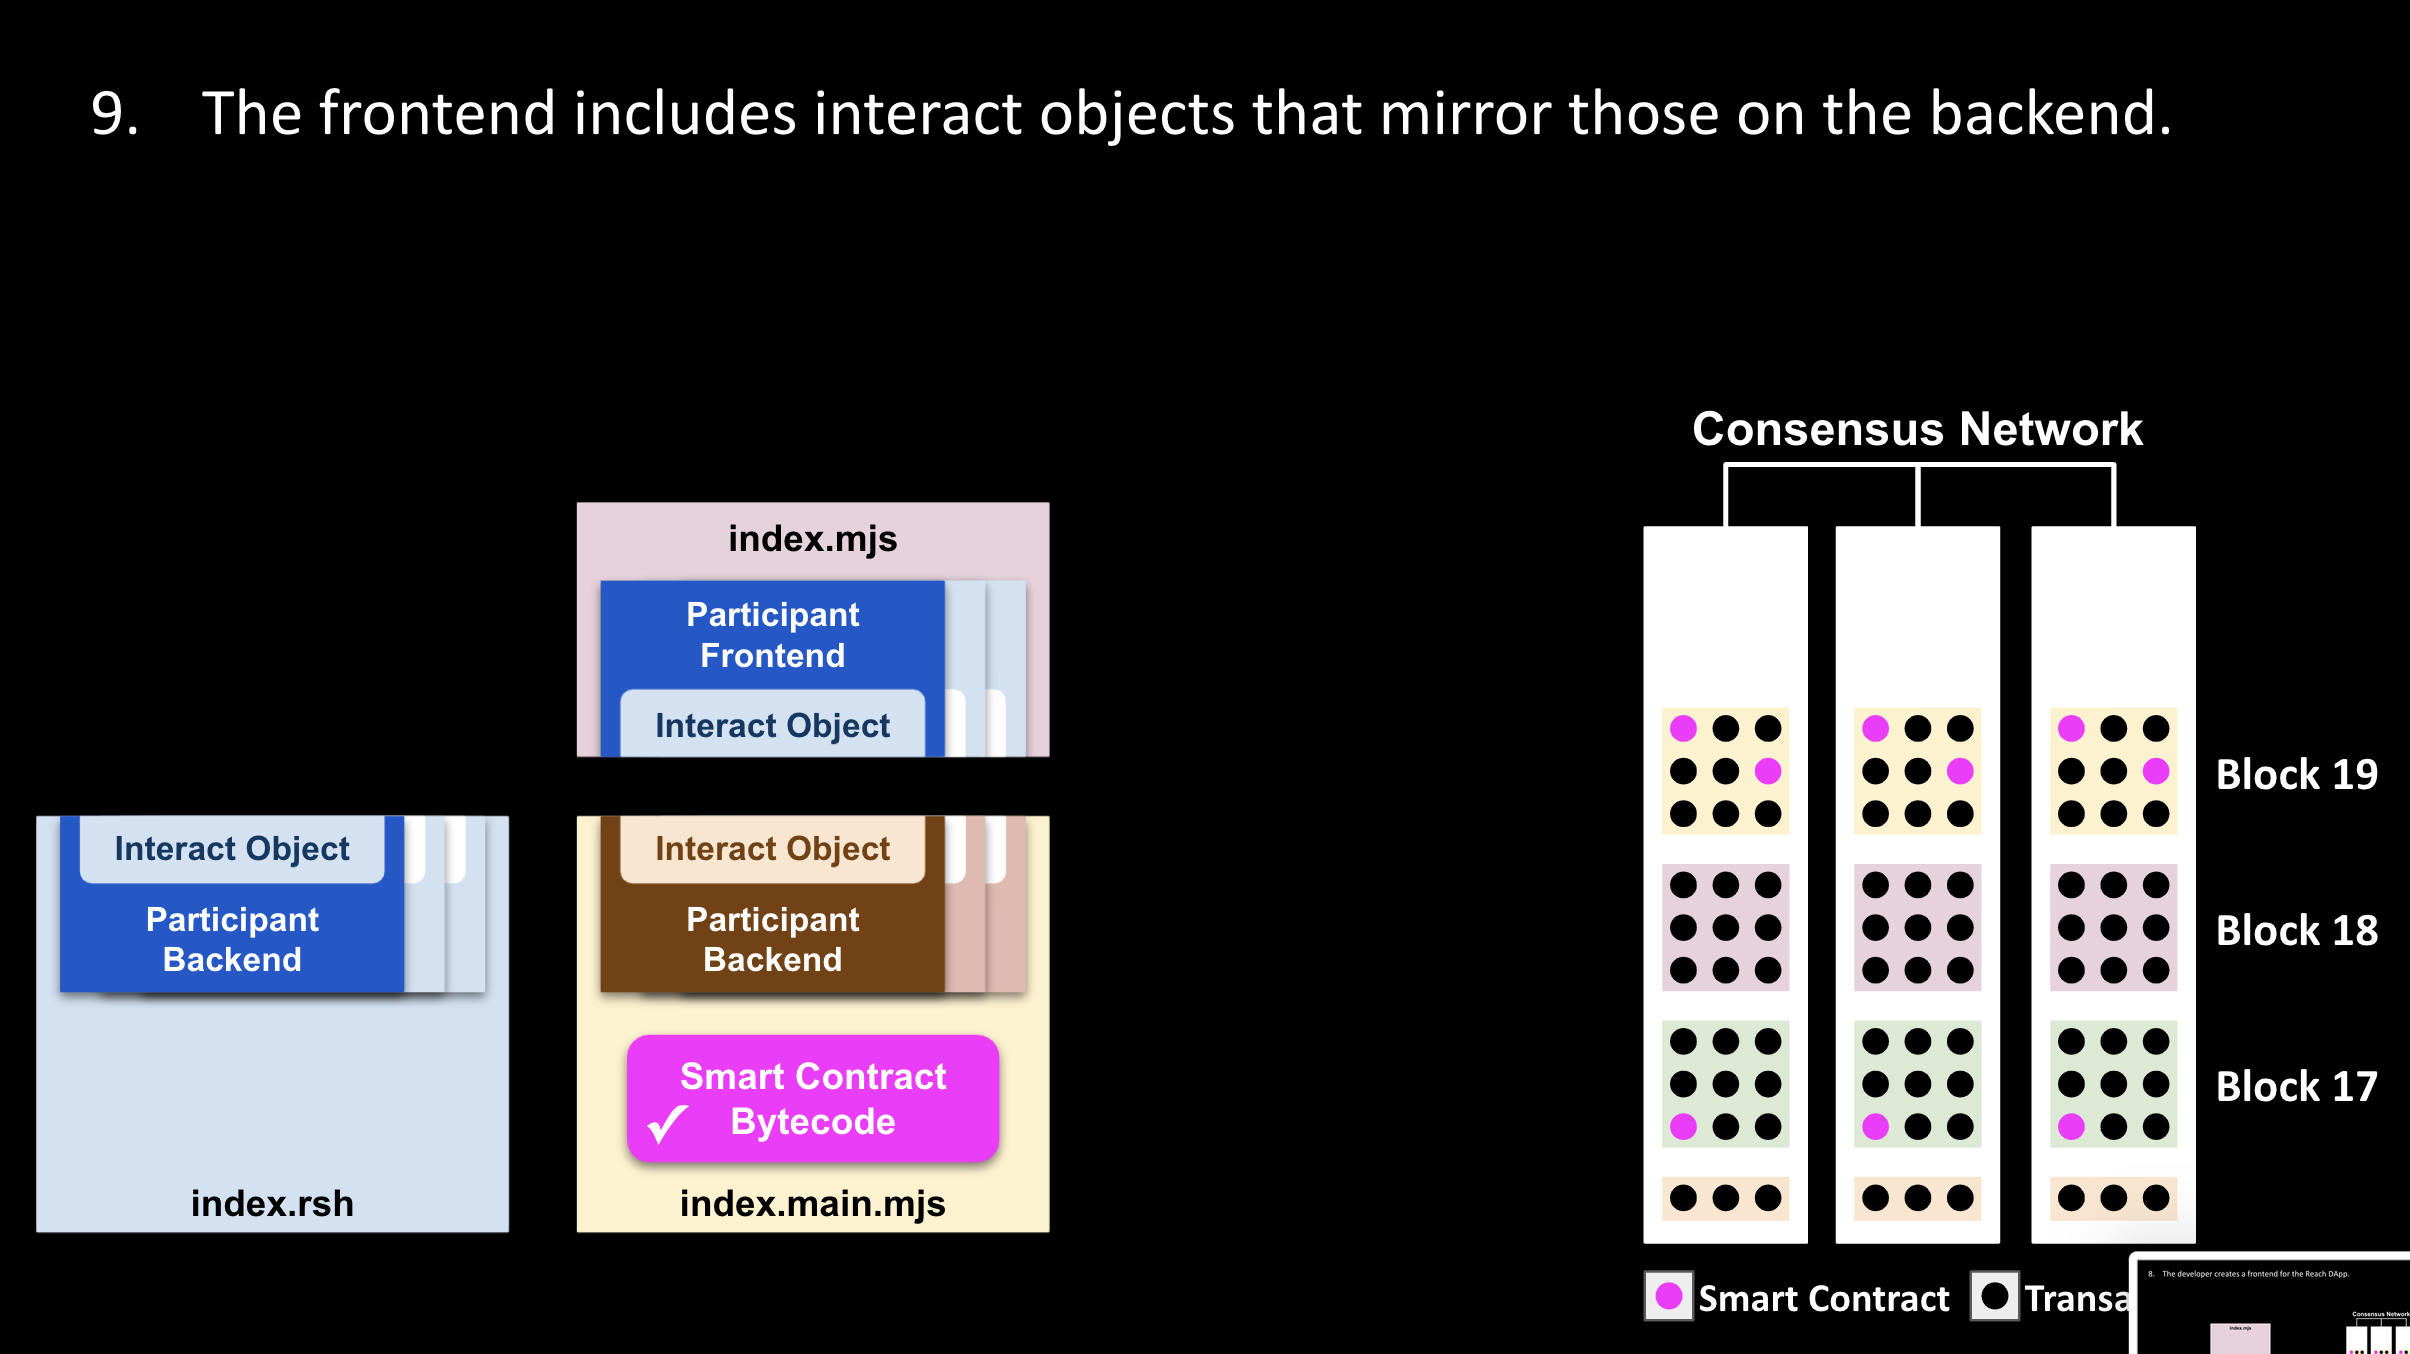 9. The frontend includes interact objects that mirror those on the backend.
Consensus Network
index.mjs
Participant
Frontend
Interact Object
Interact Object
Participant
Backend
index.rsh
Interact Object
Participant
Backend
Smart Contract
Bytecode
index.main.mjs
Block 19
Block 18
Block 17
Smart Contract
Transa
8. The developer creates a frontend for the Reach DApp.
Consensus Network
index.mjs